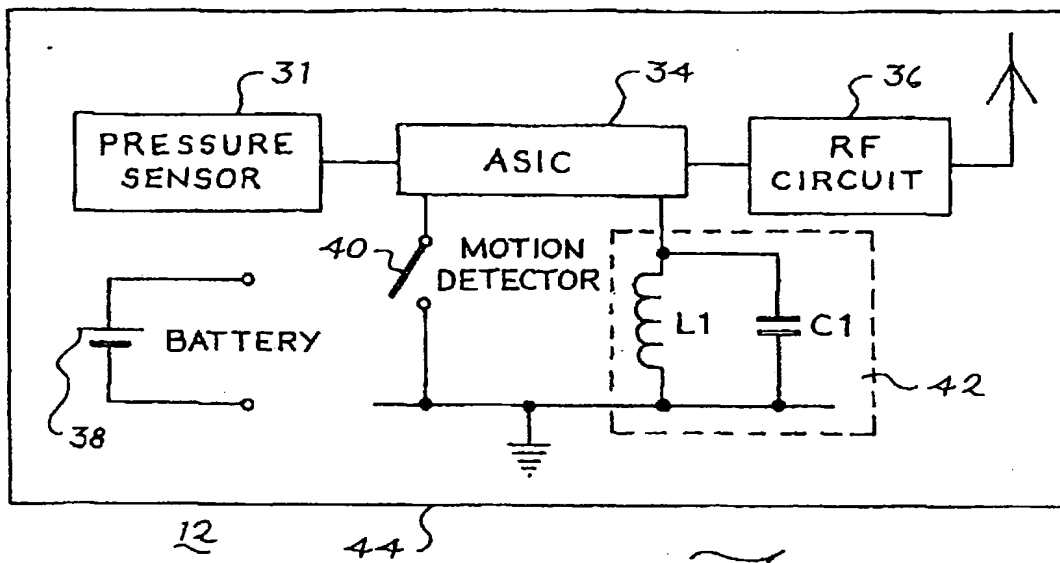 31
34
36
PRESSURE
SENSOR
ASIC
RF
CIRCUIT
40
MOTION
DETECTOR
BATTERY
L1
C1
42
38
12
44